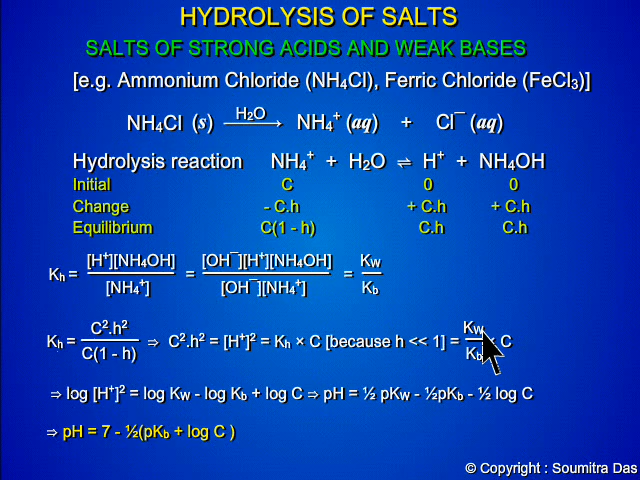 HYDROLYSIS OF SALTS
SALTS OF STRONG ACIDS AND WEAK BASES
[e.g. Ammonium Chloride (NH₄Cl), Ferric Chloride (FeCl₃)]
NH₄Cl (s) —H₂O→ NH₄⁺ (aq) + Cl⁻ (aq)
Hydrolysis reaction NH₄⁺ + H₂O ⇌ H⁺ + NH₄OH
Initial C 0 0
Change - C.h + C.h + C.h
Equilibrium C(1 - h) C.h C.h
Kh = [H⁺][NH₄OH] / [NH₄⁺] = [OH⁻][H⁺][NH₄OH] / [OH⁻][NH₄⁺] = Kw / Kb
Kh = C².h² / C(1 - h) ⇒ C².h² = [H⁺]² = Kh × C [because h << 1] = Kw / Kb C
⇒ log [H⁺]² = log Kw - log Kb + log C ⇒ pH = ½ pKw - ½pKb - ½ log C
⇒ pH = 7 - ½(pKb + log C )
© Copyright : Soumitra Das